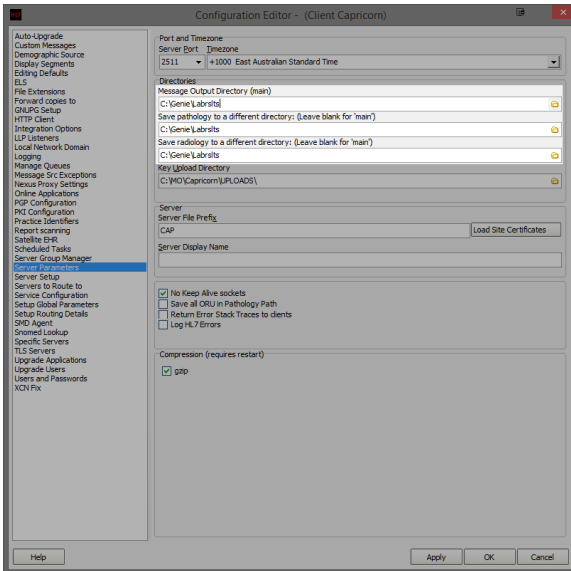 Configuration Editor - (Client Capricorn)
Auto-Upgrade
Custom Messages
Demographic Source
Display Segments
Editing Defaults
ELS
File Extensions
Forward copies to
GNUPG Setup
HTTP Client
Integration Options
LLP Listeners
Local Network Domain
Logging
Manage Queues
Message Src Exceptions
Nexus Proxy Settings
Online Applications
PGP Configuration
PKI Configuration
Practice Identifiers
Report scanning
Satellite EHR
Scheduled Tasks
Server Group Manager
Server Parameters
Server Setup
Servers to Route to
Service Configuration
Setup Global Parameters
Setup Routing Details
SMD Agent
Snomed Lookup
Specific Servers
TLS Servers
Upgrade Applications
Upgrade Users
Users and Passwords
XCN Fix
Port and Timezone
Server Port Timezone
2511 +1000 East Australian Standard Time
Directories
Message Output Directory (main)
C:\Genie\Labrslts
Save pathology to a different directory: (Leave blank for 'main')
C:\Genie\Labrslts
Save radiology to a different directory: (Leave blank for 'main')
C:\Genie\Labrslts
Key Upload Directory
C:\MO\Capricorn\UPLOADS\
Server
Server File Prefix
CAP Load Site Certificates
Server Display Name
No Keep Alive sockets
Save all ORU in Pathology Path
Return Error Stack Traces to clients
Log HL7 Errors
Compression (requires restart)
gzip
Help Apply OK Cancel